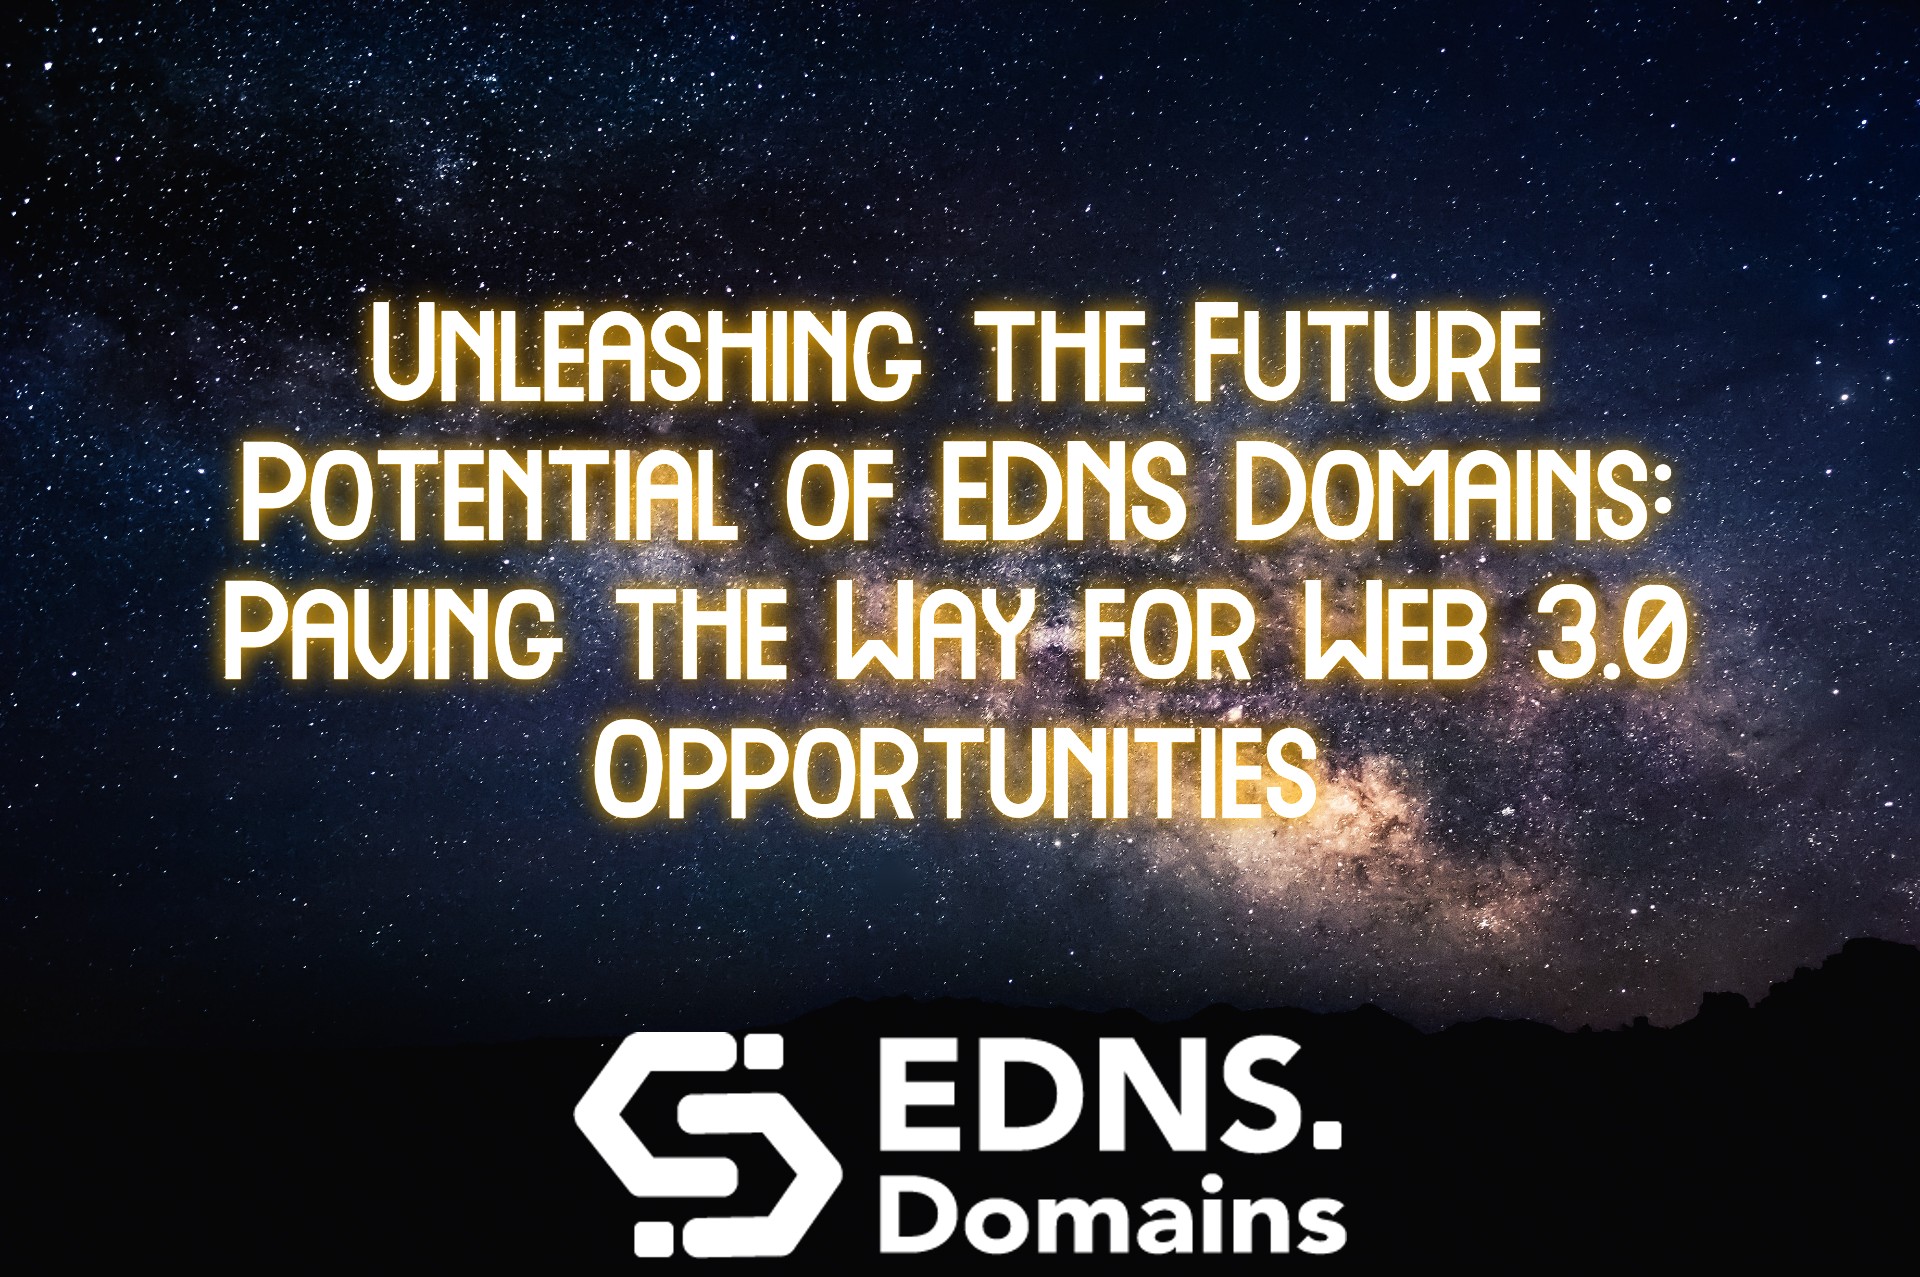 Unleashing the Future
Potential of EDNS Domains:
Paving the Way for Web 3.0
Opportunities
EDNS.
Domains